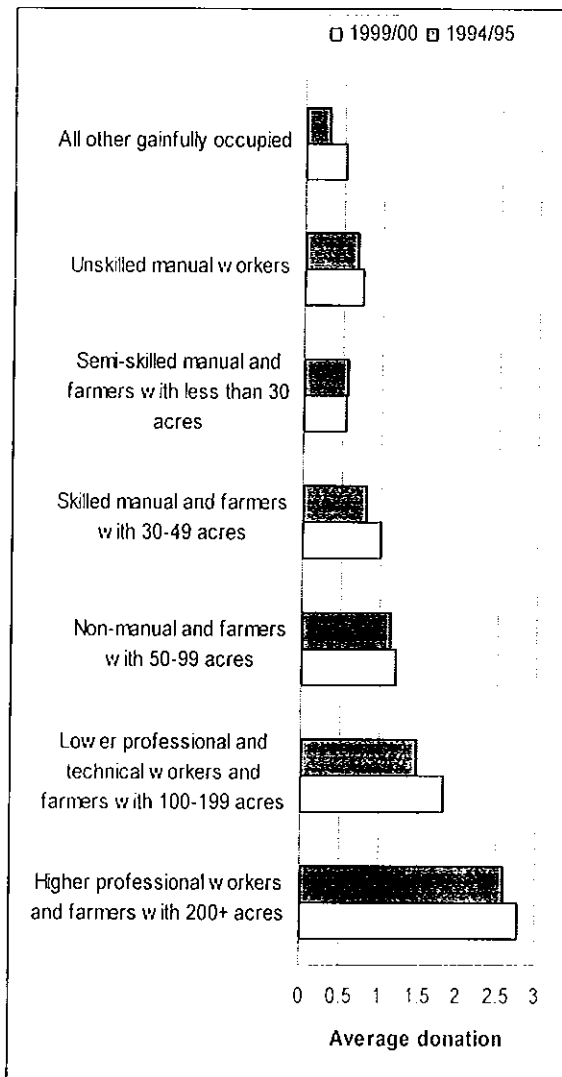 1999/00 1994/95
All other gainfully occupied
Unskilled manual workers
Semi-skilled manual and
farmers with less than 30
acres
Skilled manual and farmers
with 30-49 acres
Non-manual and farmers
with 50-99 acres
Lower professional and
technical workers and
farmers with 100-199 acres
Higher professional workers
and farmers with 200+ acres
0 0.5 1 1.5 2 2.5 3
Average donation